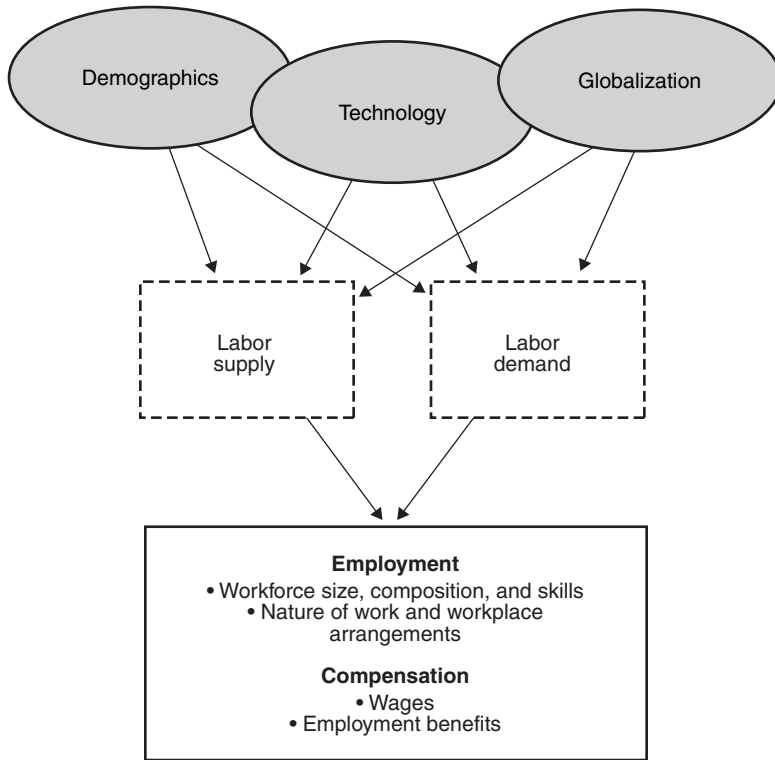 Demographics
Technology
Globalization
Labor
supply
Labor
demand
Employment
• Workforce size, composition, and skills
• Nature of work and workplace
arrangements
Compensation
• Wages
• Employment benefits